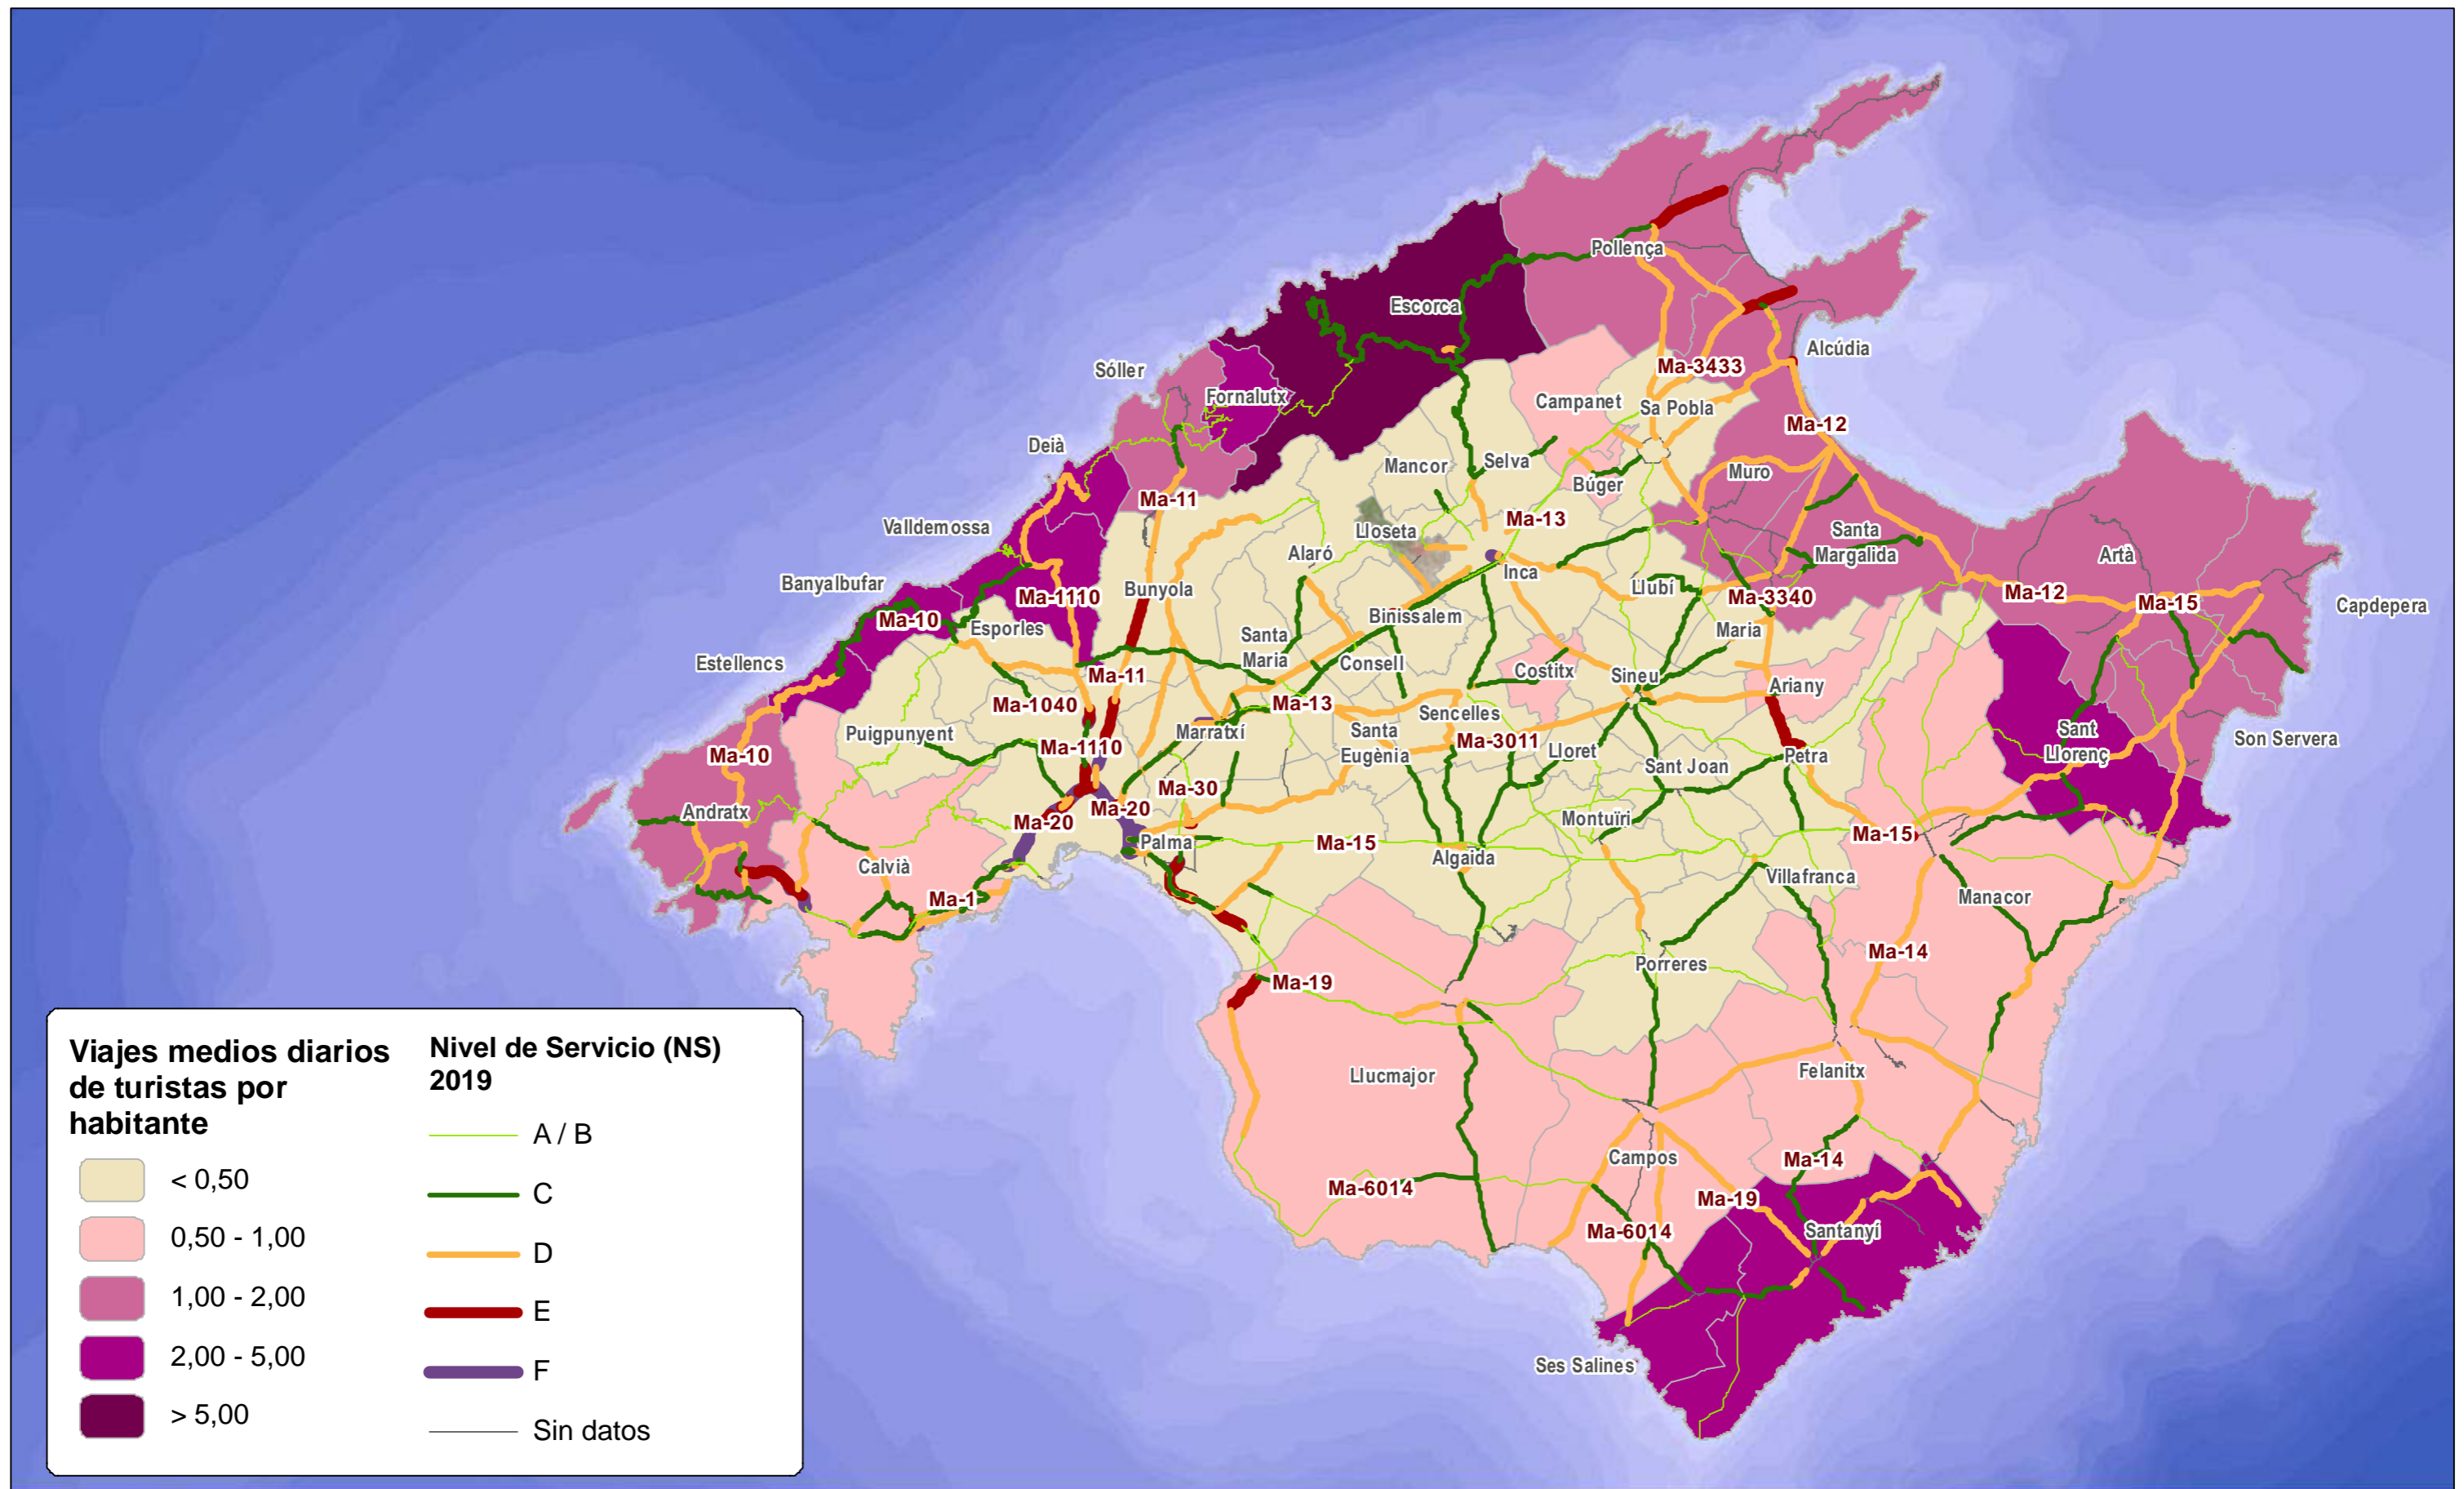 Pollença
Escorca
Alcúdia
Sóller
Ma-3433
Fornalutx
Campanet
Sa Pobla
Ma-12
Deià
Mancor
Selva
Muro
Búger
Ma-11
Valldemossa
Ma-13
Lloseta
Santa
Margalida
Alaró
Artà
Inca
Banyalbufar
Bunyola
Llubí
Ma-1110
Ma-3340
Ma-12
Ma-15
Capdepera
Ma-10
Esporles
Binissalem
Maria
Santa
Maria
Estellencs
Consell
Costitx
Sineu
Ma-11
Ariany
Ma-1040
Ma-13
Sencelles
Puigpunyent
Marratxí
Santa
Eugènia
Ma-1110
Ma-3011
Lloret
Sant
Llorenç
Son Servera
Ma-10
Petra
Sant Joan
Ma-30
Ma-20
Andratx
Ma-20
Montuïri
Palma
Ma-15
Ma-15
Algaida
Calvià
Villafranca
Ma-1
Manacor
Ma-14
Porreres
Ma-19
Llucmajor
Felanitx
Campos
Ma-14
Ma-6014
Ma-19
Ma-6014
Santanyí
Ses Salines
Viajes medios diarios
de turistas por
habitante
< 0,50
0,50 - 1,00
1,00 - 2,00
2,00 - 5,00
> 5,00
Nivel de Servicio (NS)
2019
A / B
C
D
E
F
Sin datos